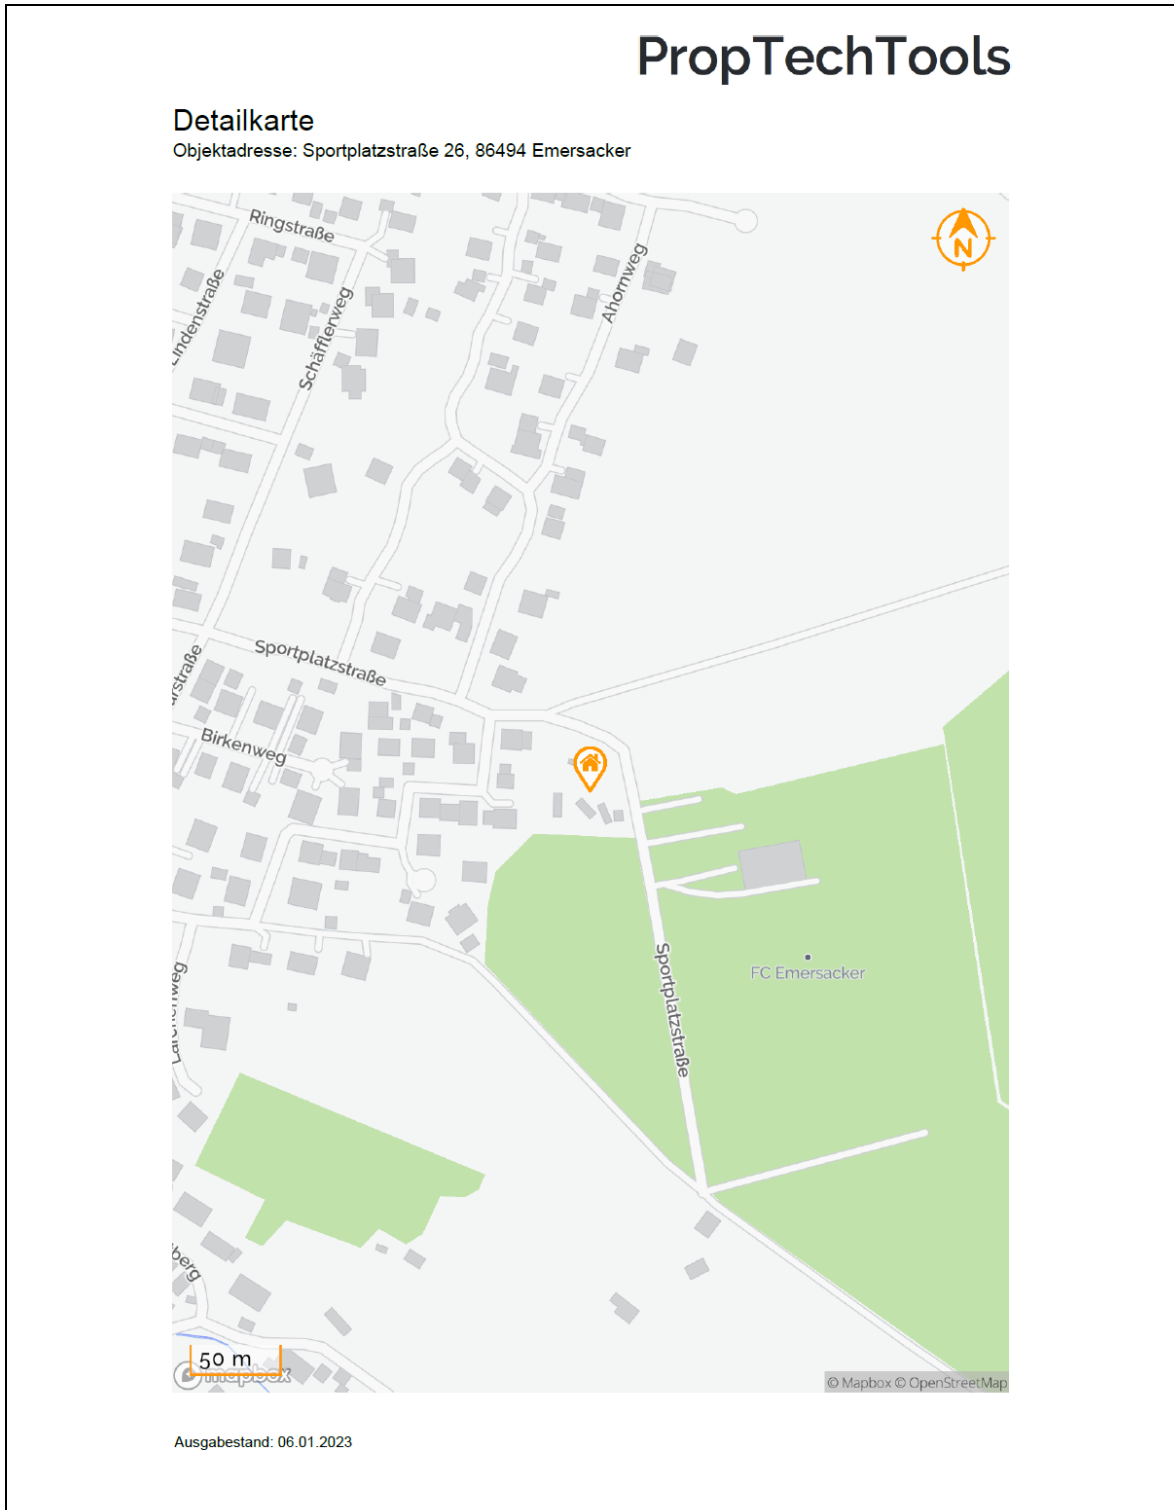 PropTechTools
Detailkarte
Objektadresse: Sportplatzstraße 26, 86494 Emersacker
Ringstraße
N
Ahornweg
Lindenstraße
Schäfflerweg
Sportplatzstraße
Birkenweg
FC Emersacker
Sportplatzstraße
50 m
mapbox
© Mapbox © OpenStreetMap
Ausgabestand: 06.01.2023